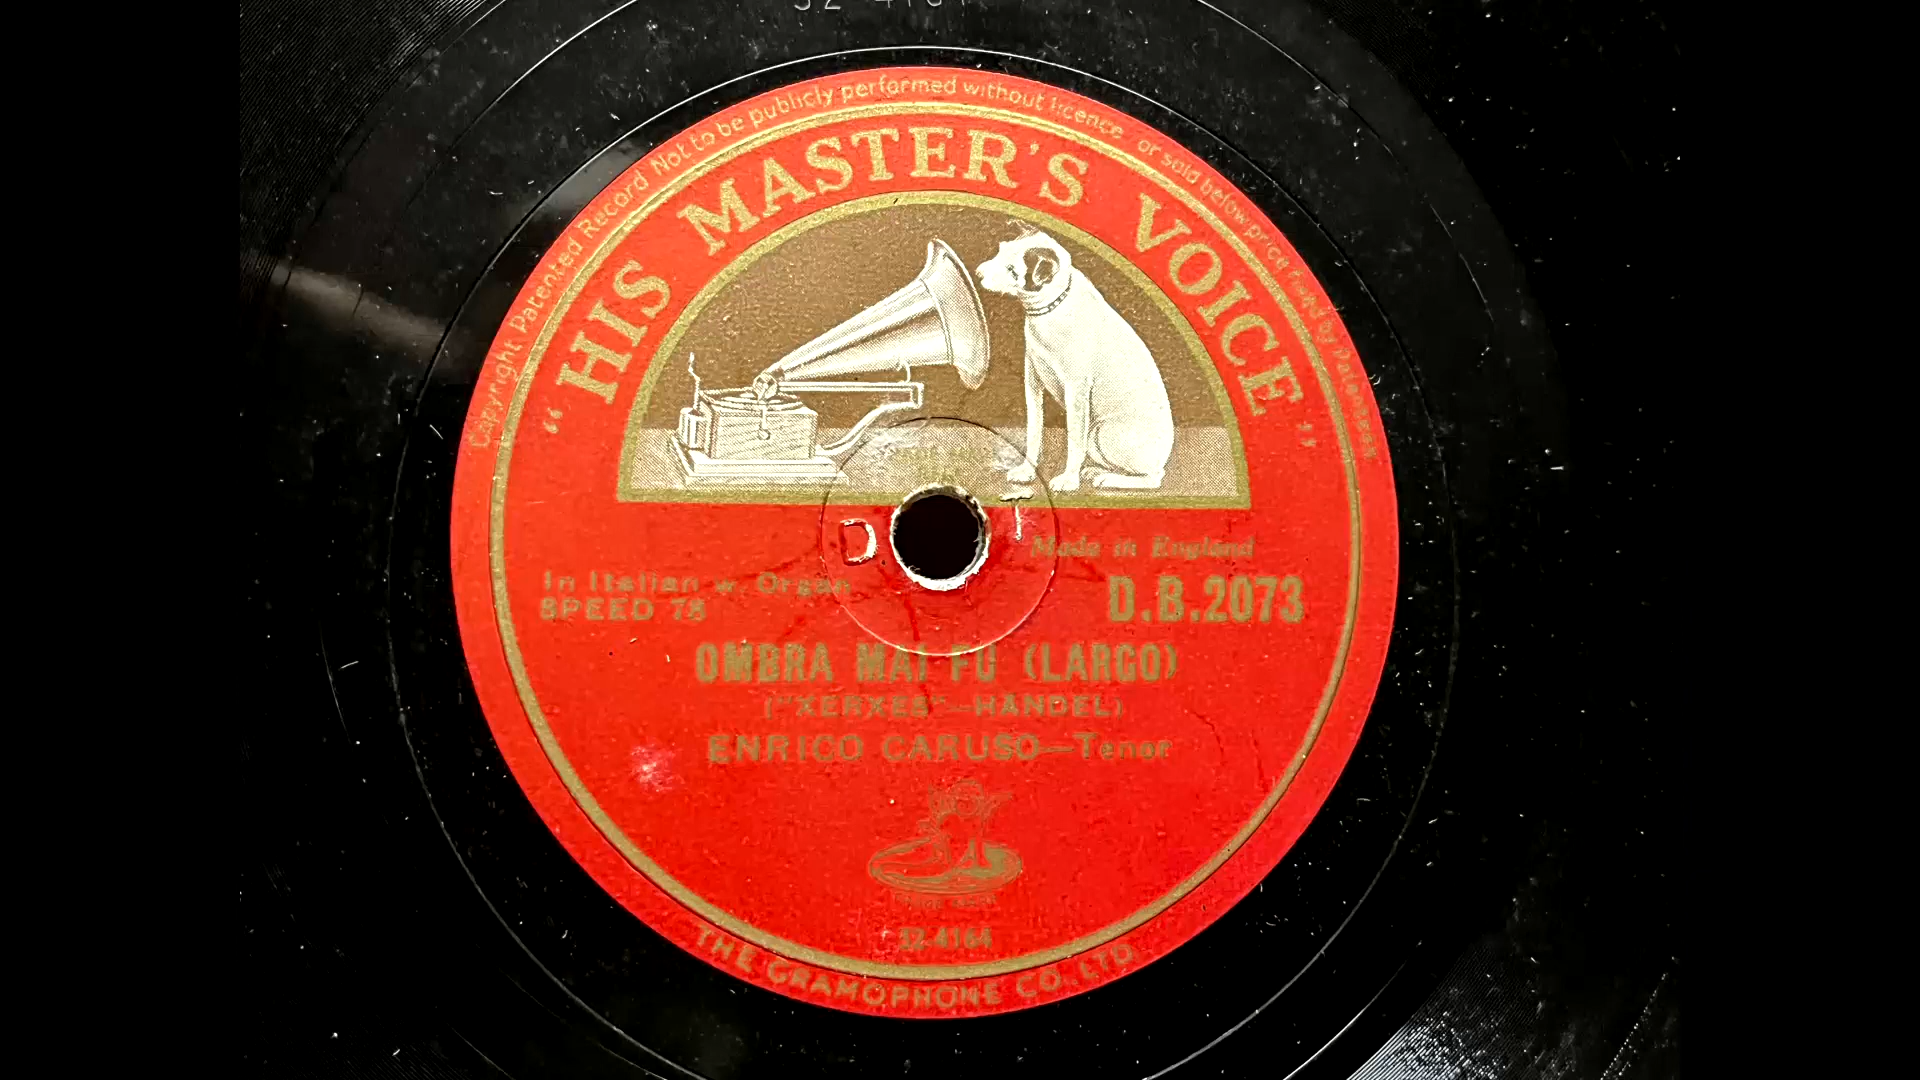 Copyright Patented Record Not to be publicly performed without licence or sold below price fixed by Patentees
"HIS MASTER'S VOICE"
D
Made in England
In Italian w. Organ
D.B.2073
SPEED 78
OMBRA MAI FU (LARGO)
("XERXES"—HANDEL)
ENRICO CARUSO—Tenor
32-4164
THE GRAMOPHONE CO. LTD.